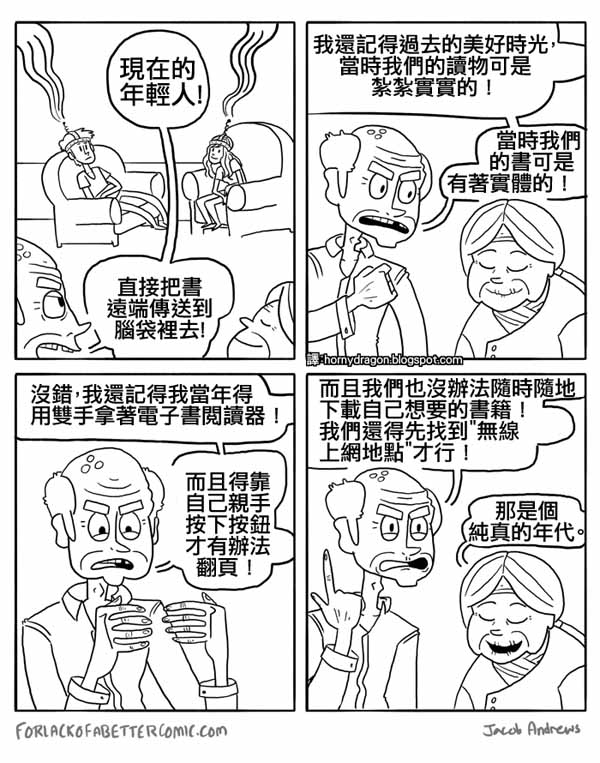 現在的
年輕人!
直接把書
遠端傳送到
腦袋裡去!
我還記得過去的美好時光,
當時我們的讀物可是
紮紮實實的!
當時我們
的書可是
有著實體的!
譯:hornydragon.blogspot.com
沒錯,我還記得我當年得
用雙手拿著電子書閱讀器!
而且得靠
自己親手
按下按鈕
才有辦法
翻頁!
而且我們也沒辦法隨時隨地
下載自己想要的書籍!
我們還得先找到"無線
上網地點"才行!
那是個
純真的年代。
FORLACKOFABETTERCOMIC.com
Jacob Andrews